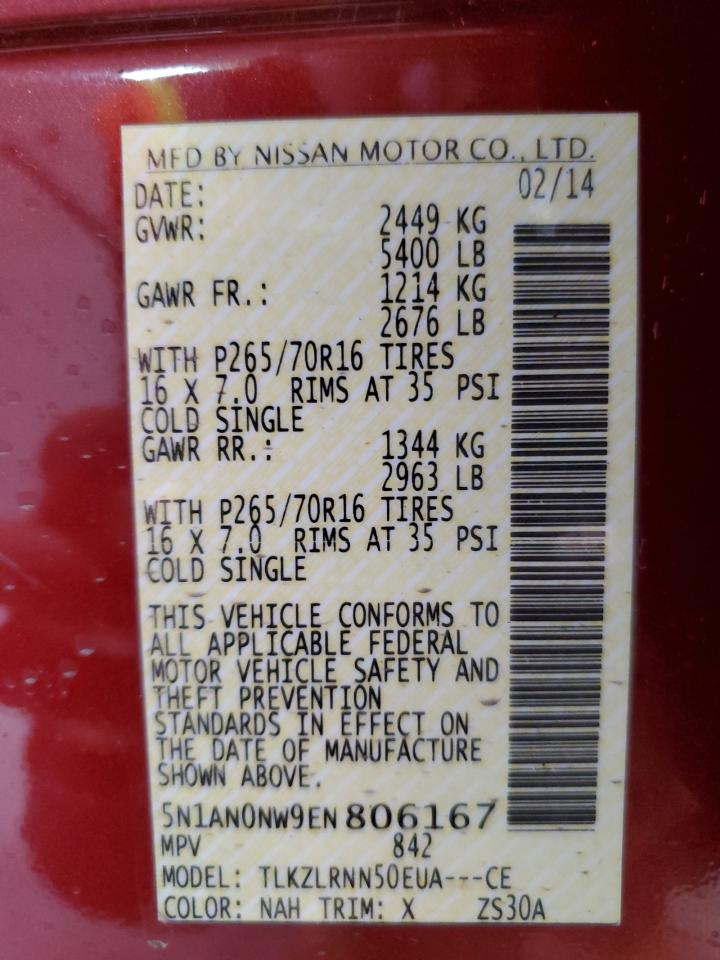 MFD BY NISSAN MOTOR CO., LTD.
DATE: 02/14
GVWR: 2449 KG
5400 LB
GAWR FR.: 1214 KG
2676 LB
WITH P265/70R16 TIRES
16 X 7.0 RIMS AT 35 PSI
COLD SINGLE
GAWR RR.: 1344 KG
2963 LB
WITH P265/70R16 TIRES
16 X 7.0 RIMS AT 35 PSI
COLD SINGLE
THIS VEHICLE CONFORMS TO
ALL APPLICABLE FEDERAL
MOTOR VEHICLE SAFETY AND
THEFT PREVENTION
STANDARDS IN EFFECT ON
THE DATE OF MANUFACTURE
SHOWN ABOVE.
5N1AN0NW9EN806167
MPV 842
MODEL: TLKZLRNN50EUA---CE
COLOR: NAH TRIM: X ZS30A